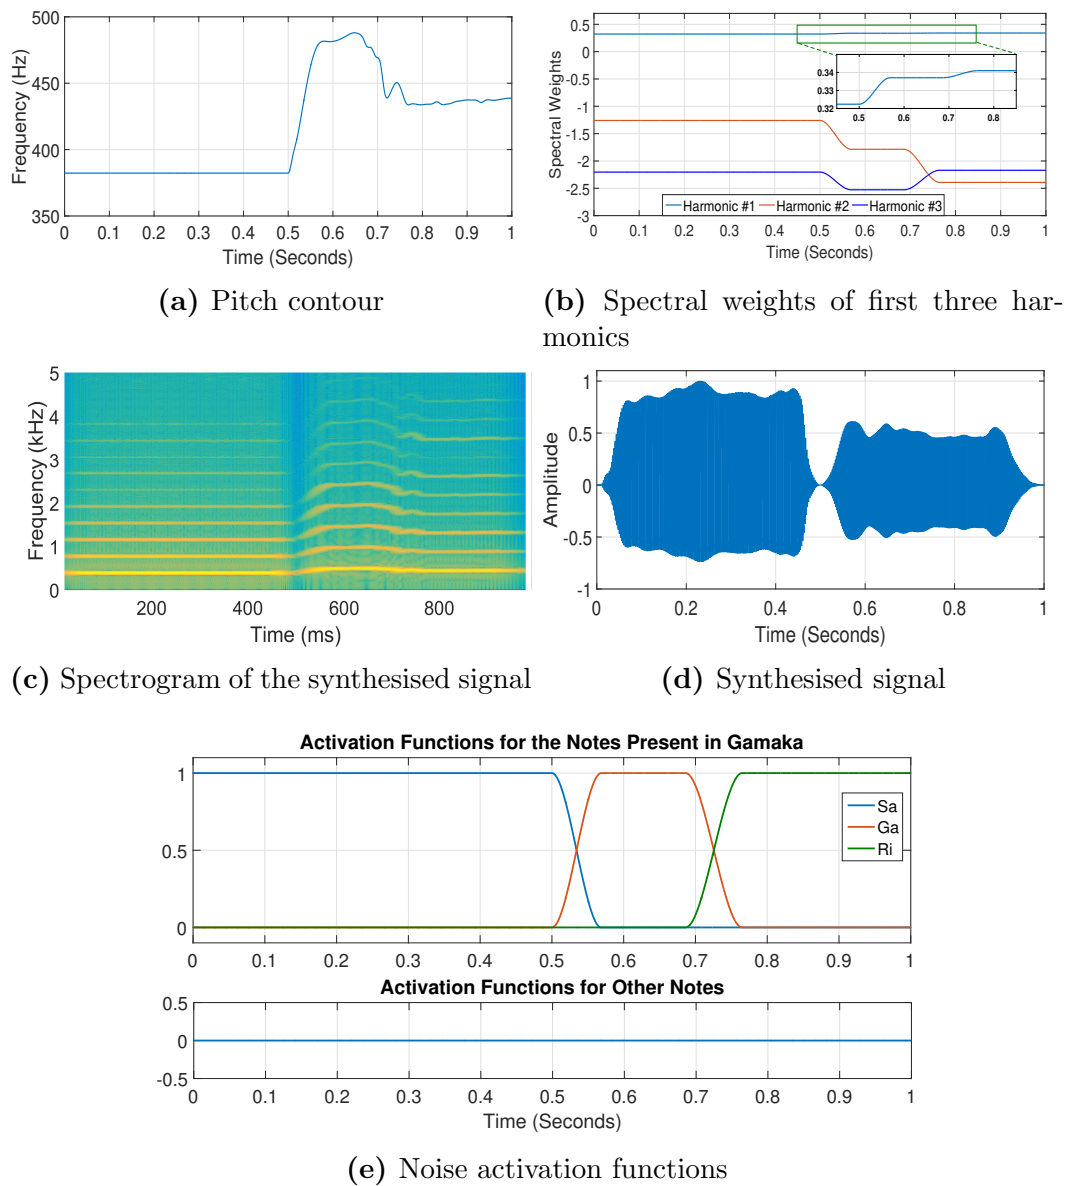 500
450
400
350
Frequency (Hz)
0 0.1 0.2 0.3 0.4 0.5 0.6 0.7 0.8 0.9 1
Time (Seconds)
(a) Pitch contour
0.5
0
-0.5
-1
-1.5
-2
-2.5
-3
Spectral Weights
0.34
0.33
0.32
0.5 0.6 0.7 0.8
Harmonic #1 Harmonic #2 Harmonic #3
0 0.1 0.2 0.3 0.4 0.5 0.6 0.7 0.8 0.9 1
Time (Seconds)
(b) Spectral weights of first three har-
monics
5
4
3
2
1
0
Frequency (kHz)
200 400 600 800
Time (ms)
(c) Spectrogram of the synthesised signal
1
0.5
0
-0.5
-1
Amplitude
0 0.2 0.4 0.6 0.8 1
Time (Seconds)
(d) Synthesised signal
Activation Functions for the Notes Present in Gamaka
1
0.5
0
Sa
Ga
Ri
0 0.1 0.2 0.3 0.4 0.5 0.6 0.7 0.8 0.9 1
Activation Functions for Other Notes
0.5
0
-0.5
0 0.1 0.2 0.3 0.4 0.5 0.6 0.7 0.8 0.9 1
Time (Seconds)
(e) Noise activation functions